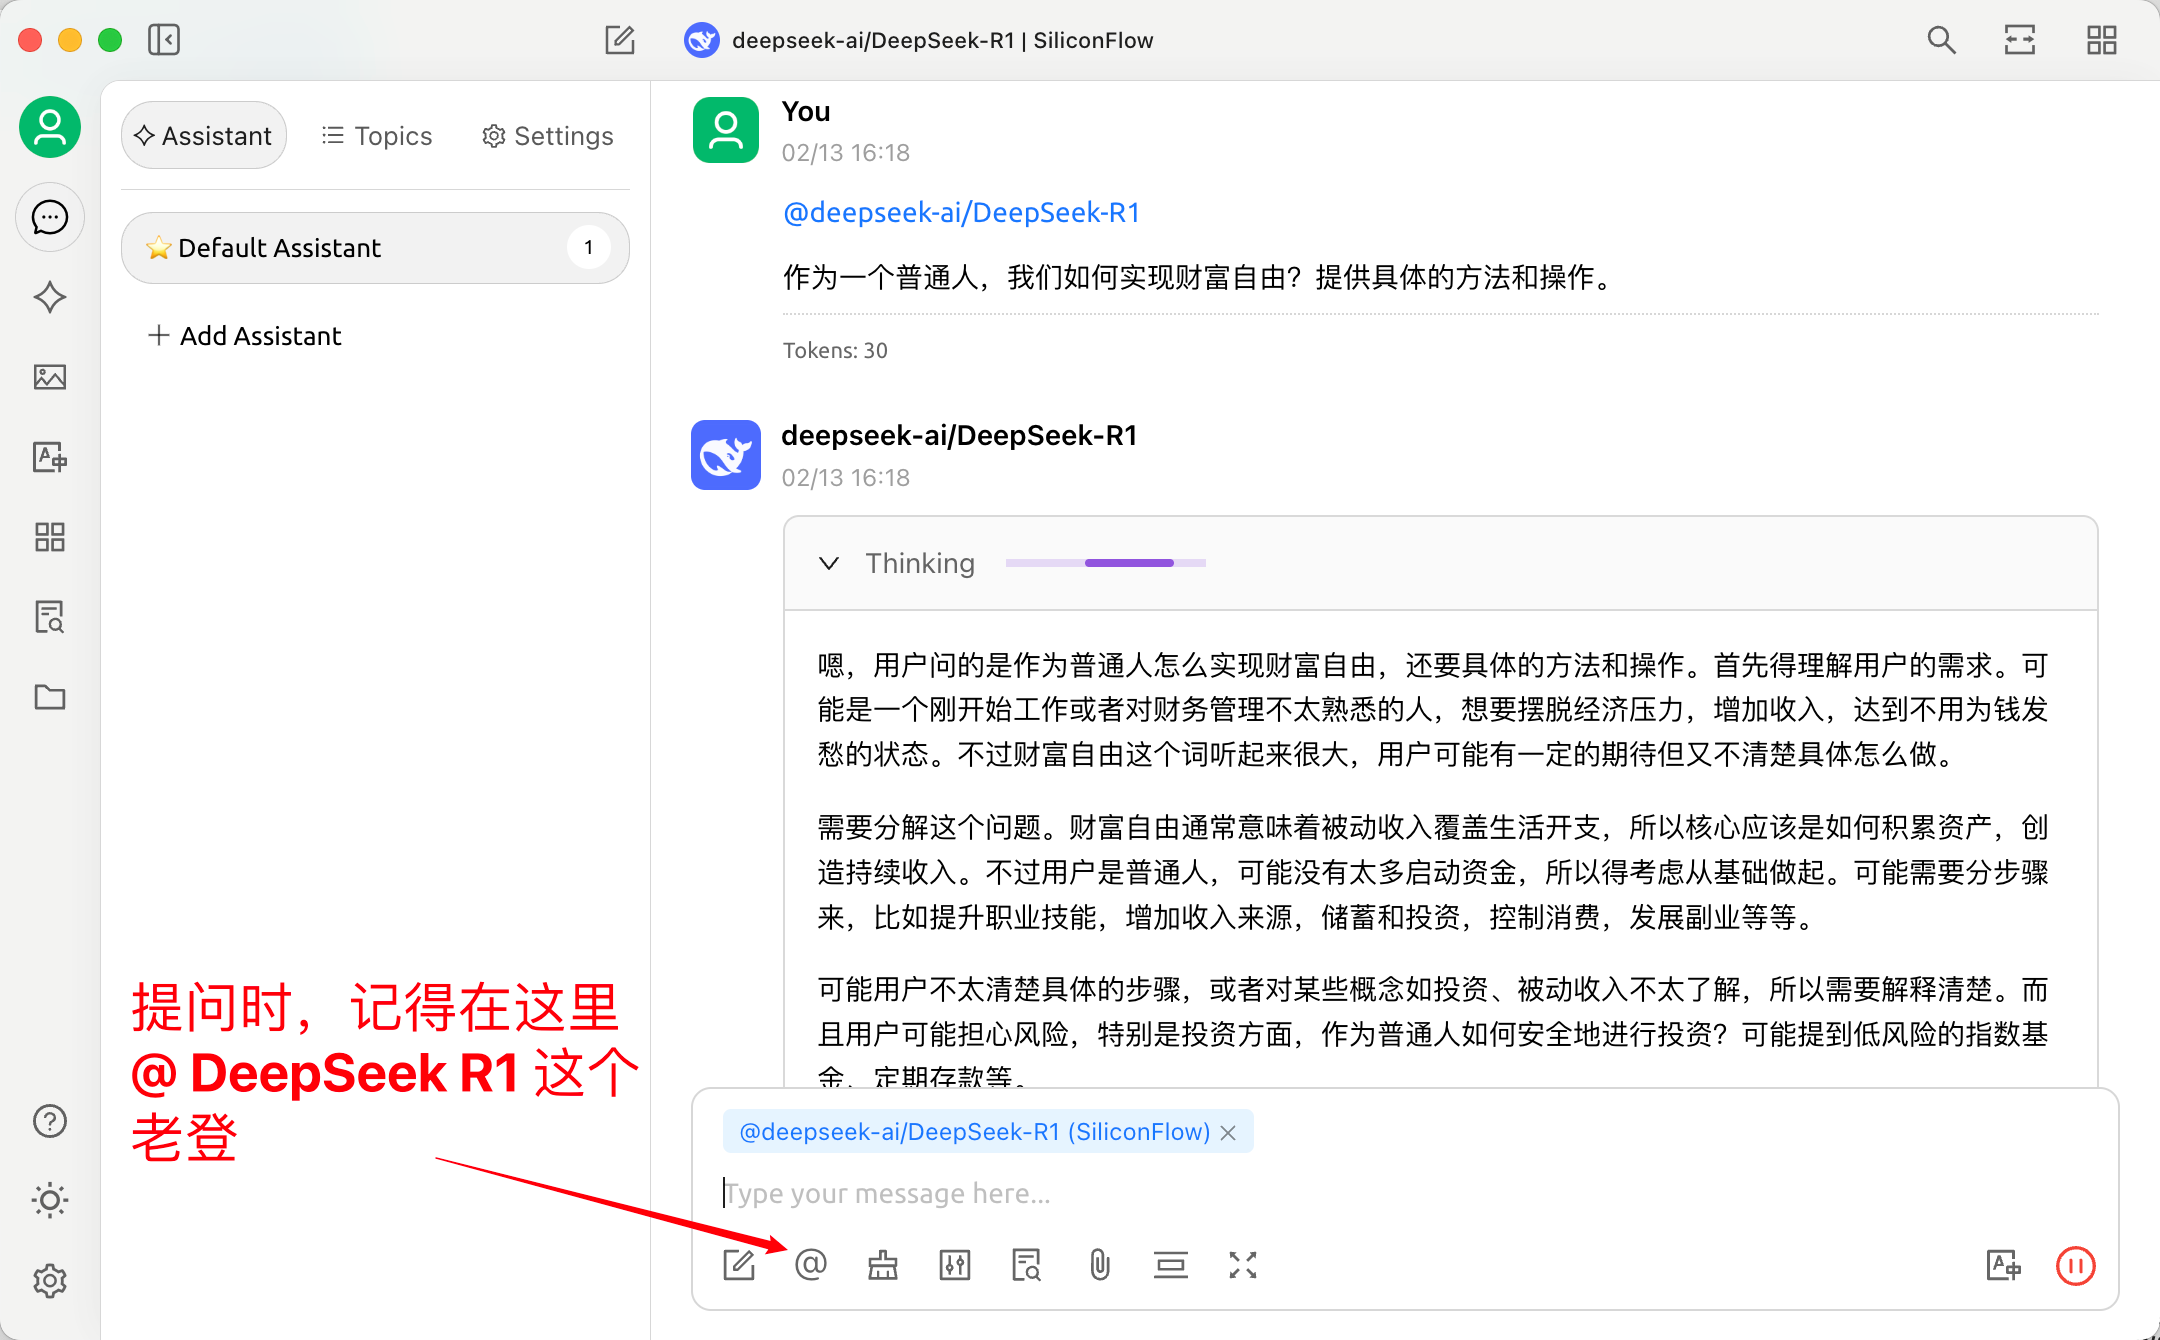 deepseek-ai/DeepSeek-R1 | SiliconFlow
Assistant
Topics
Settings
⭐ Default Assistant
1
+ Add Assistant
提问时，记得在这里
@ DeepSeek R1 这个
老登
You
02/13 16:18
@deepseek-ai/DeepSeek-R1
作为一个普通人，我们如何实现财富自由？提供具体的方法和操作。
Tokens: 30
deepseek-ai/DeepSeek-R1
02/13 16:18
Thinking
嗯，用户问的是作为普通人怎么实现财富自由，还要具体的方法和操作。首先得理解用户的需求。可
能是一个刚开始工作或者对财务管理不太熟悉的人，想要摆脱经济压力，增加收入，达到不用为钱发
愁的状态。不过财富自由这个词听起来很大，用户可能有一定的期待但又不清楚具体怎么做。
需要分解这个问题。财富自由通常意味着被动收入覆盖生活开支，所以核心应该是如何积累资产，创
造持续收入。不过用户是普通人，可能没有太多启动资金，所以得考虑从基础做起。可能需要分步骤
来，比如提升职业技能，增加收入来源，储蓄和投资，控制消费，发展副业等等。
可能用户不太清楚具体的步骤，或者对某些概念如投资、被动收入不太了解，所以需要解释清楚。而
且用户可能担心风险，特别是投资方面，作为普通人如何安全地进行投资？可能提到低风险的指数基
金、定期存款等。
@deepseek-ai/DeepSeek-R1 (SiliconFlow)
Type your message here...